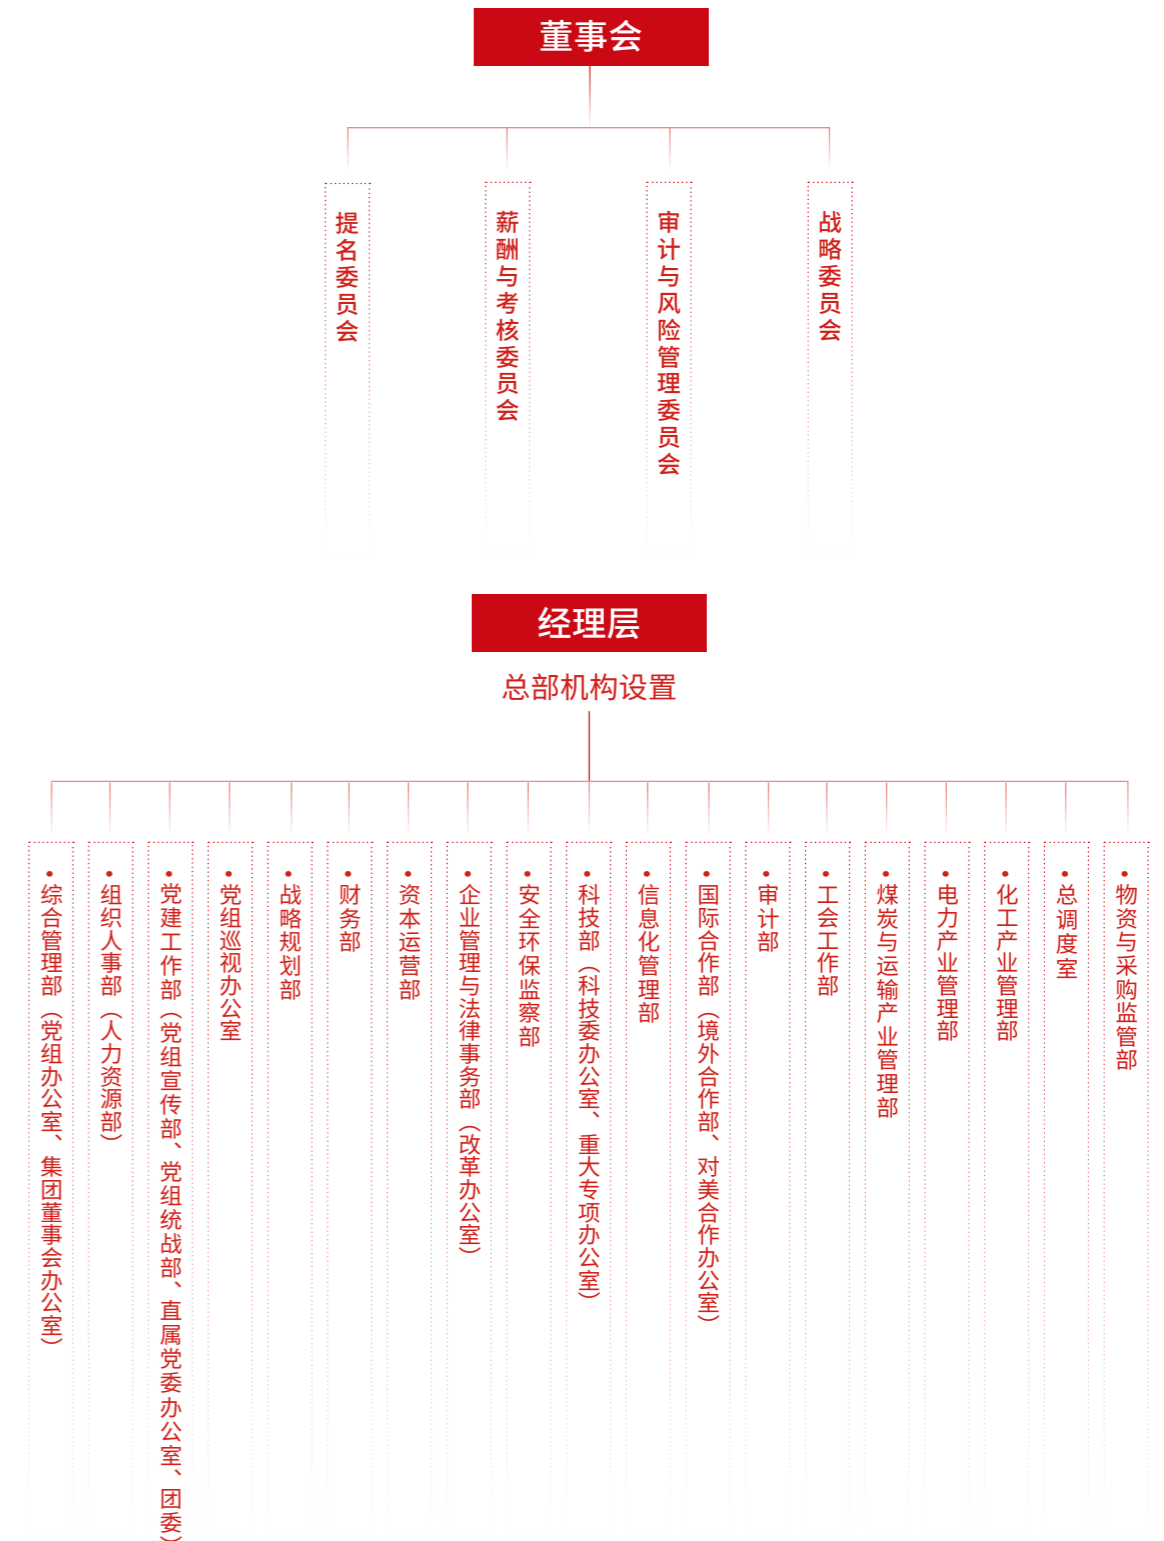 董事会
提名委员会
薪酬与考核委员会
审计与风险管理委员会
战略委员会
经理层
总部机构设置
•综合管理部（党组办公室、集团董事会办公室）
•组织人事部（人力资源部）
•党建工作部（党组宣传部、党组统战部、直属党委办公室、团委）
•党组巡视办公室
•战略规划部
•财务部
•资本运营部
•企业管理与法律事务部（改革办公室）
•安全环保监察部
•科技部（科技委办公室、重大专项办公室）
•信息化管理部
•国际合作部（境外合作部、对美合作办公室）
•审计部
•工会工作部
•煤炭与运输产业管理部
•电力产业管理部
•化工产业管理部
•总调度室
•物资与采购监管部